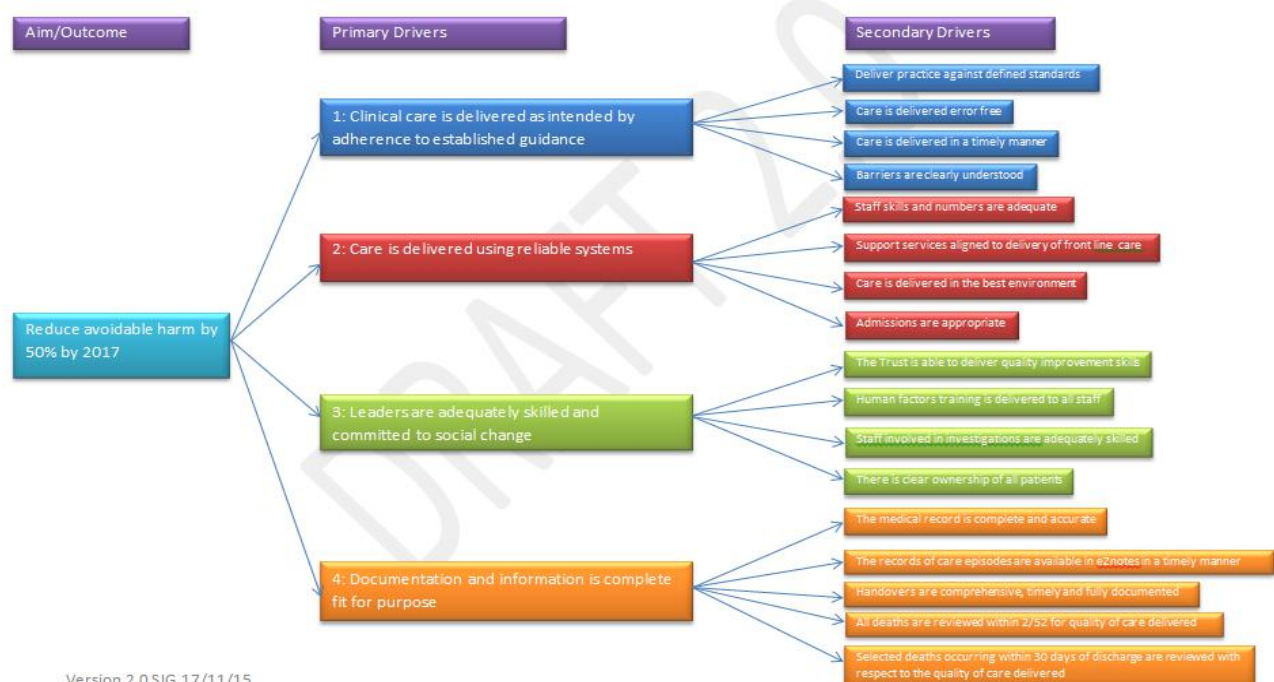 Aim/Outcome
Primary Drivers
Secondary Drivers
Reduce avoidable harm by
50% by 2017
1: Clinical care is delivered as intended by
adherence to established guidance
Deliver practice against defined standards
Care is delivered error free
Care is delivered in a timely manner
Barriers are clearly understood
2: Care is delivered using reliable systems
Staff skills and numbers are adequate
Support services aligned to delivery of front line care
Care is delivered in the best environment
Admissions are appropriate
3: Leaders are adequately skilled and
committed to social change
The Trust is able to deliver quality improvement skills
Human factors training is delivered to all staff
Staff involved in investigations are adequately skilled
There is clear ownership of all patients
4: Documentation and information is complete
fit for purpose
The medical record is complete and accurate
The records of care episodes are available in eZnotes in a timely manner
Handovers are comprehensive, timely and fully documented
All deaths are reviewed within 2/52 for quality of care delivered
Selected deaths occurring within 30 days of discharge are reviewed with
respect to the quality of care delivered
DRAFT 2.0
Version 2.0 SJG 17/11/15